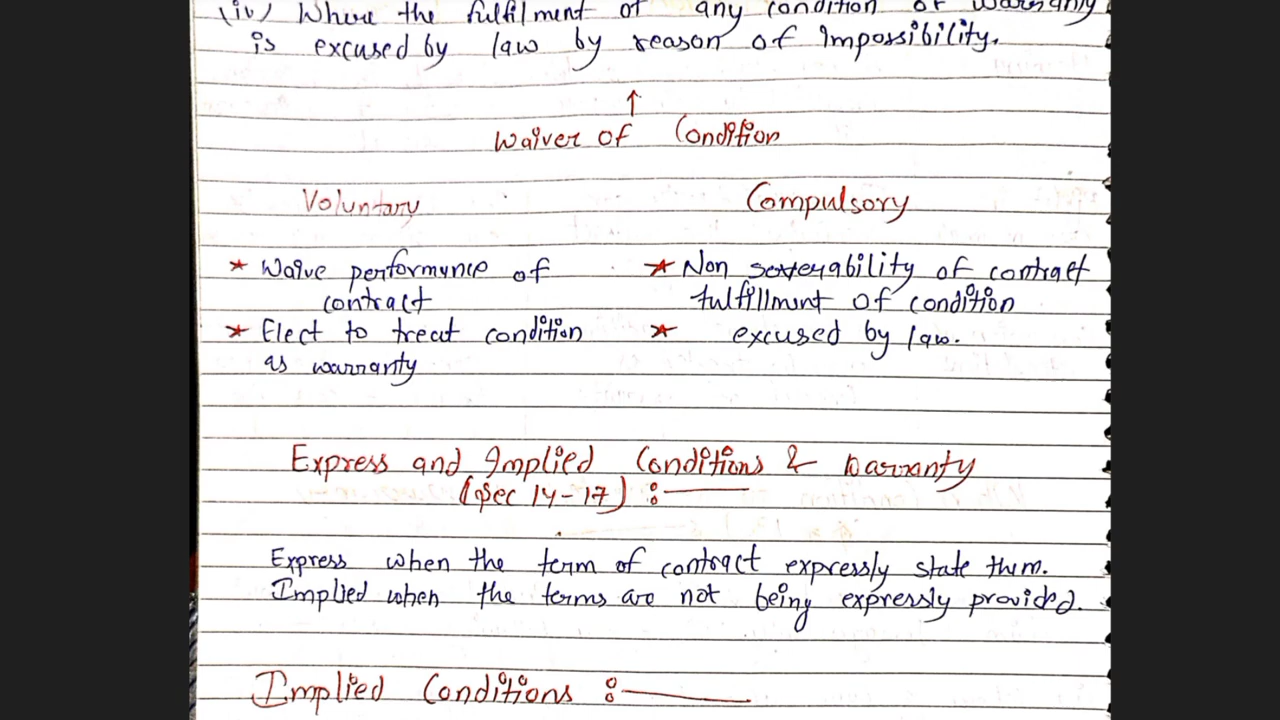 (iv) Where the fulfilment of any condition or warranty
is excused by law by reason of Impossibility.
↑
Waiver of Condition
Voluntary
Compulsory
* Waive performance of
contract
* Elect to treat condition
as warranty
* Non severability of contract
fulfillment of condition
* excused by law.
Express and Implied Conditions & Warranty
(Sec 14-17) :-
Express when the term of contract expressly state them.
Implied when the terms are not being expressly provided.
Implied Conditions :-